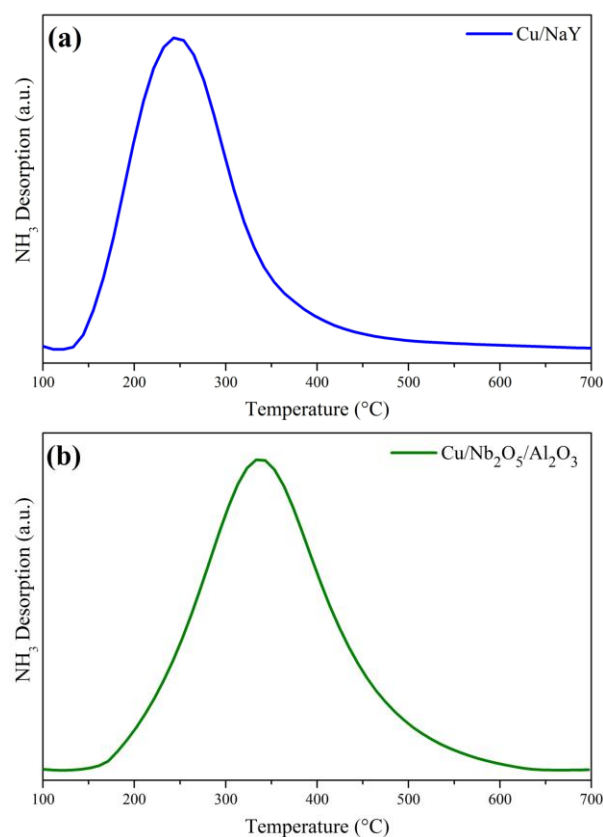 (a)
Cu/NaY
NH₃ Desorption (a.u.)
100 200 300 400 500 600 700
Temperature (°C)
(b)
Cu/Nb₂O₅/Al₂O₃
NH₃ Desorption (a.u.)
100 200 300 400 500 600 700
Temperature (°C)